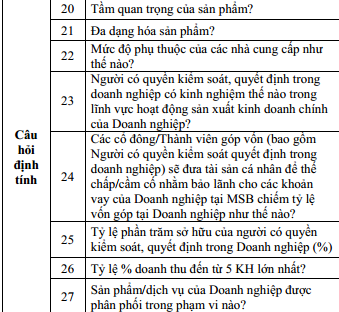 20 Tầm quan trọng của sản phẩm?
21 Đa dạng hóa sản phẩm?
22 Mức độ phụ thuộc của các nhà cung cấp như
thế nào?
23 Người có quyền kiểm soát, quyết định trong
doanh nghiệp có kinh nghiệm thế nào trong
lĩnh vực hoạt động sản xuất kinh doanh chính
của Doanh nghiệp?
Câu
hỏi
định
tính
24 Các cổ đông/Thành viên góp vốn (bao gồm
Người có quyền kiểm soát quyết định trong
doanh nghiệp) sẽ đưa tài sản cá nhân để thế
chấp/cầm cố nhằm bảo lãnh cho các khoản
vay của Doanh nghiệp tại MSB chiếm tỷ lệ
vốn góp tại Doanh nghiệp như thế nào?
25 Tỷ lệ phần trăm sở hữu của người có quyền
kiểm soát, quyết định trong Doanh nghiệp (%)
26 Tỷ lệ % doanh thu đến từ 5 KH lớn nhất?
27 Sản phẩm/dịch vụ của Doanh nghiệp được
phân phối trong phạm vi nào?